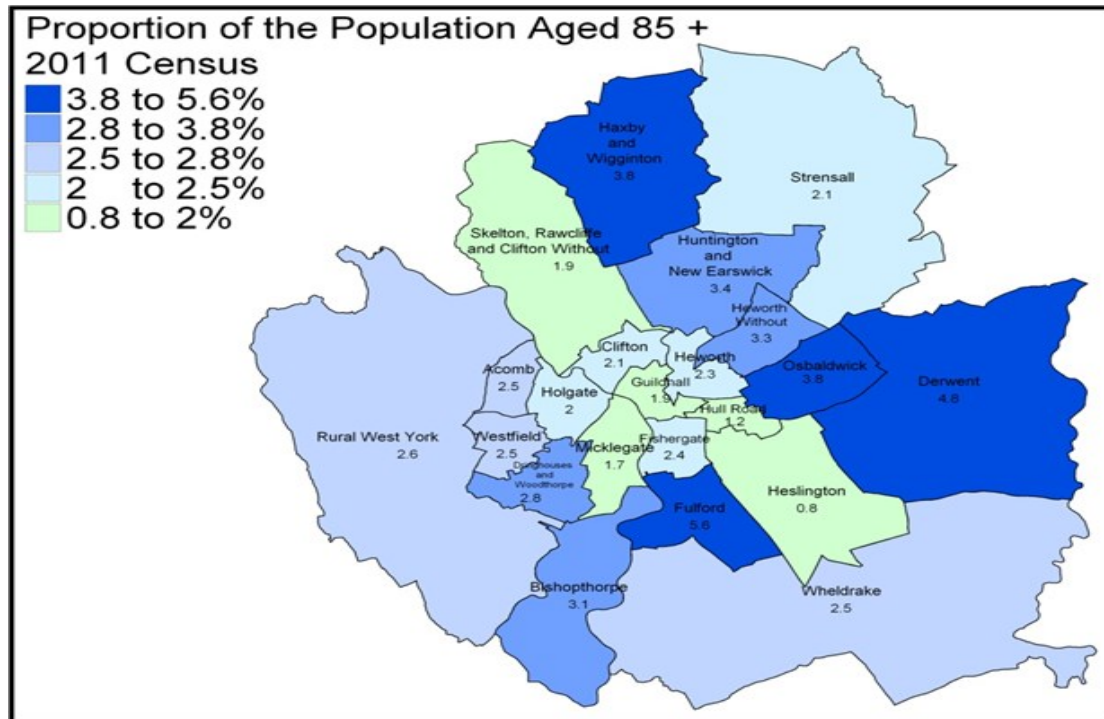 Proportion of the Population Aged 85 +
2011 Census
3.8 to 5.6%
2.8 to 3.8%
2.5 to 2.8%
2 to 2.5%
0.8 to 2%
Haxby
and
Wigginton
3.8
Strensall
2.1
Skelton, Rawcliffe
and Clifton Without
1.9
Huntington
and
New Earswick
3.4
Heworth
Without
3.3
Clifton
2.1
Heworth
2.3
Osbaldwick
3.8
Derwent
4.8
Acomb
2.5
Holgate
2
Guildhall
1.9
Hull Road
1.2
Rural West York
2.6
Westfield
2.5
Micklegate
1.7
Fishergate
2.4
Dringhouses
and
Woodthorpe
2.8
Heslington
0.8
Fulford
5.6
Bishopthorpe
3.1
Wheldrake
2.5